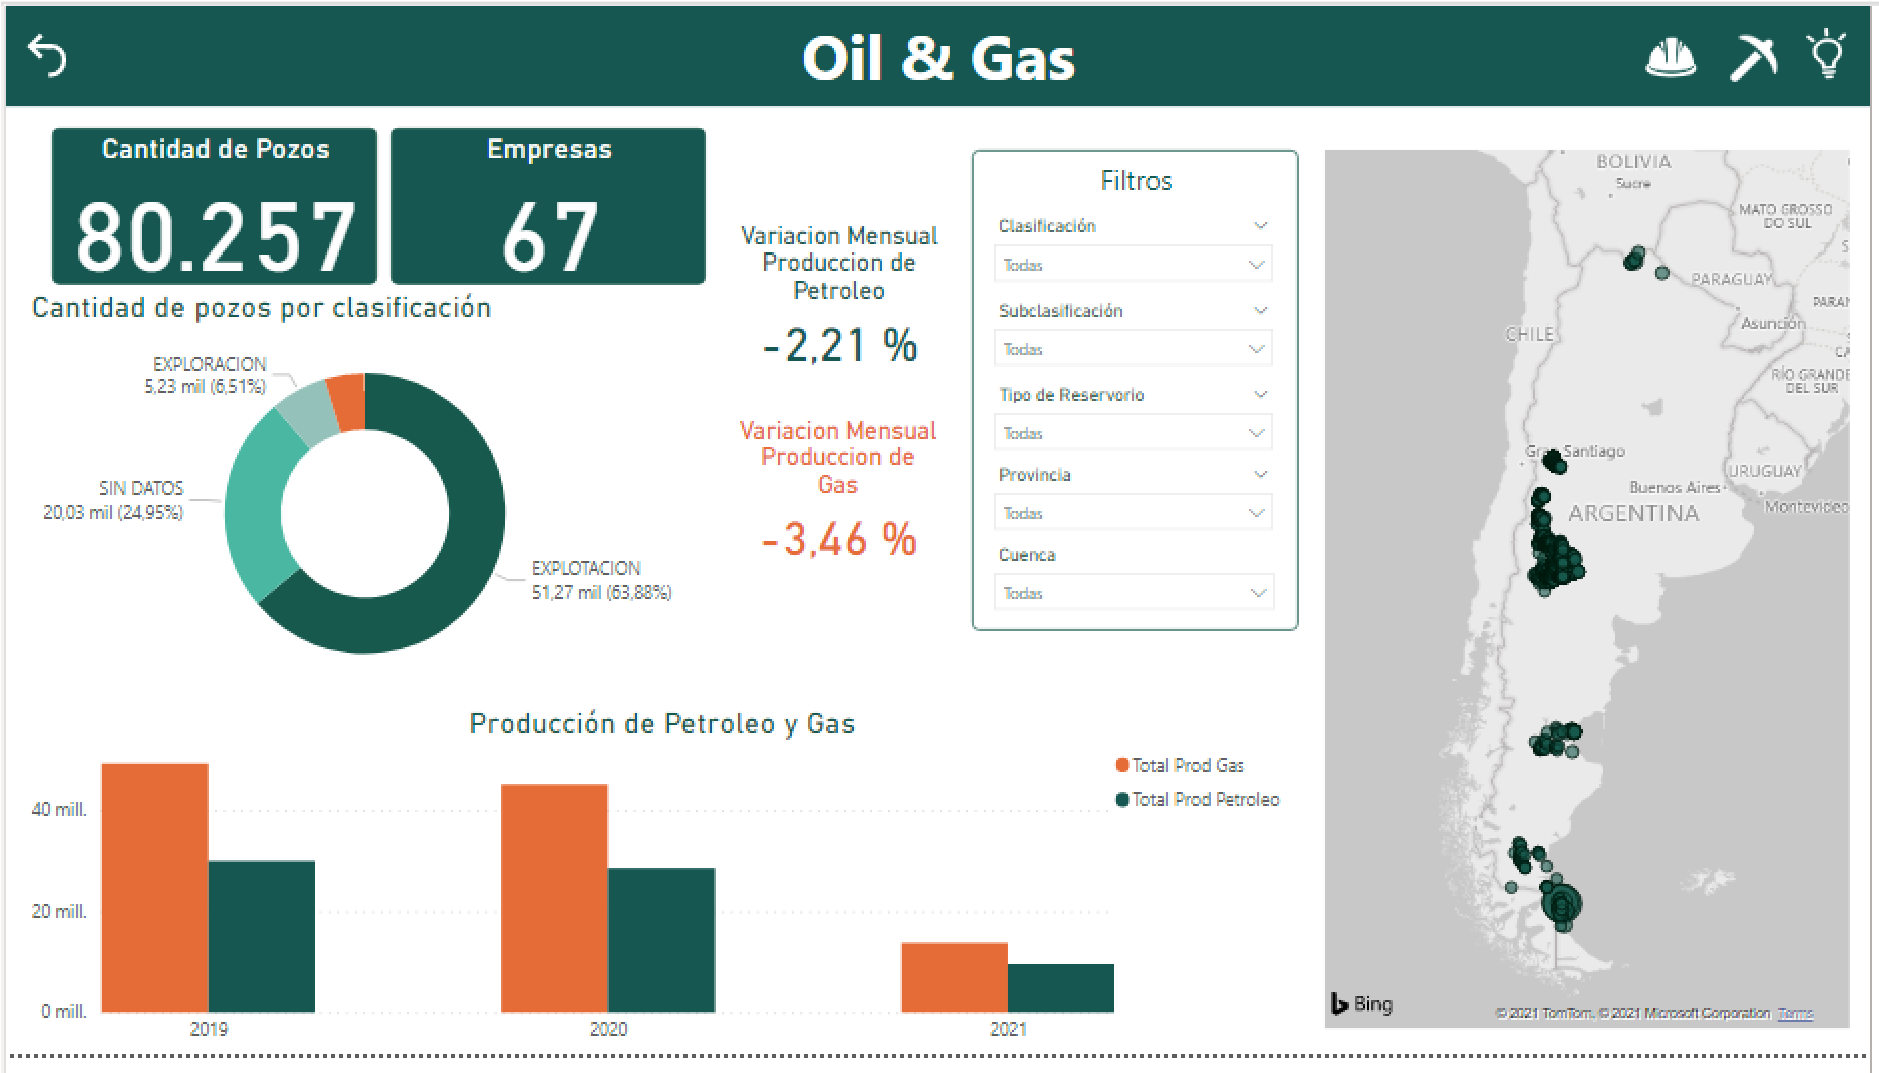 Oil & Gas
Cantidad de Pozos
80.257
Empresas
67
Cantidad de pozos por clasificación
EXPLORACION
5,23 mil (6,51%)
SIN DATOS
20,03 mil (24,95%)
EXPLOTACION
51,27 mil (63,88%)
Variacion Mensual
Produccion de
Petroleo
-2,21 %
Variacion Mensual
Produccion de
Gas
-3,46 %
Filtros
Clasificación
Todas
Subclasificación
Todas
Tipo de Reservorio
Todas
Provincia
Todas
Cuenca
Todas
Producción de Petroleo y Gas
Total Prod Gas
Total Prod Petroleo
40 mill.
20 mill.
0 mill.
2019
2020
2021
BOLIVIA
Sucre
MATO GROSSO
DO SUL
PARAGUAY
PARAN
Asunción
CHILE
RÍO GRANDE
DEL SUR
Santiago
URUGUAY
Buenos Aires
Montevideo
ARGENTINA
Bing
© 2021 TomTom, © 2021 Microsoft Corporation Terms